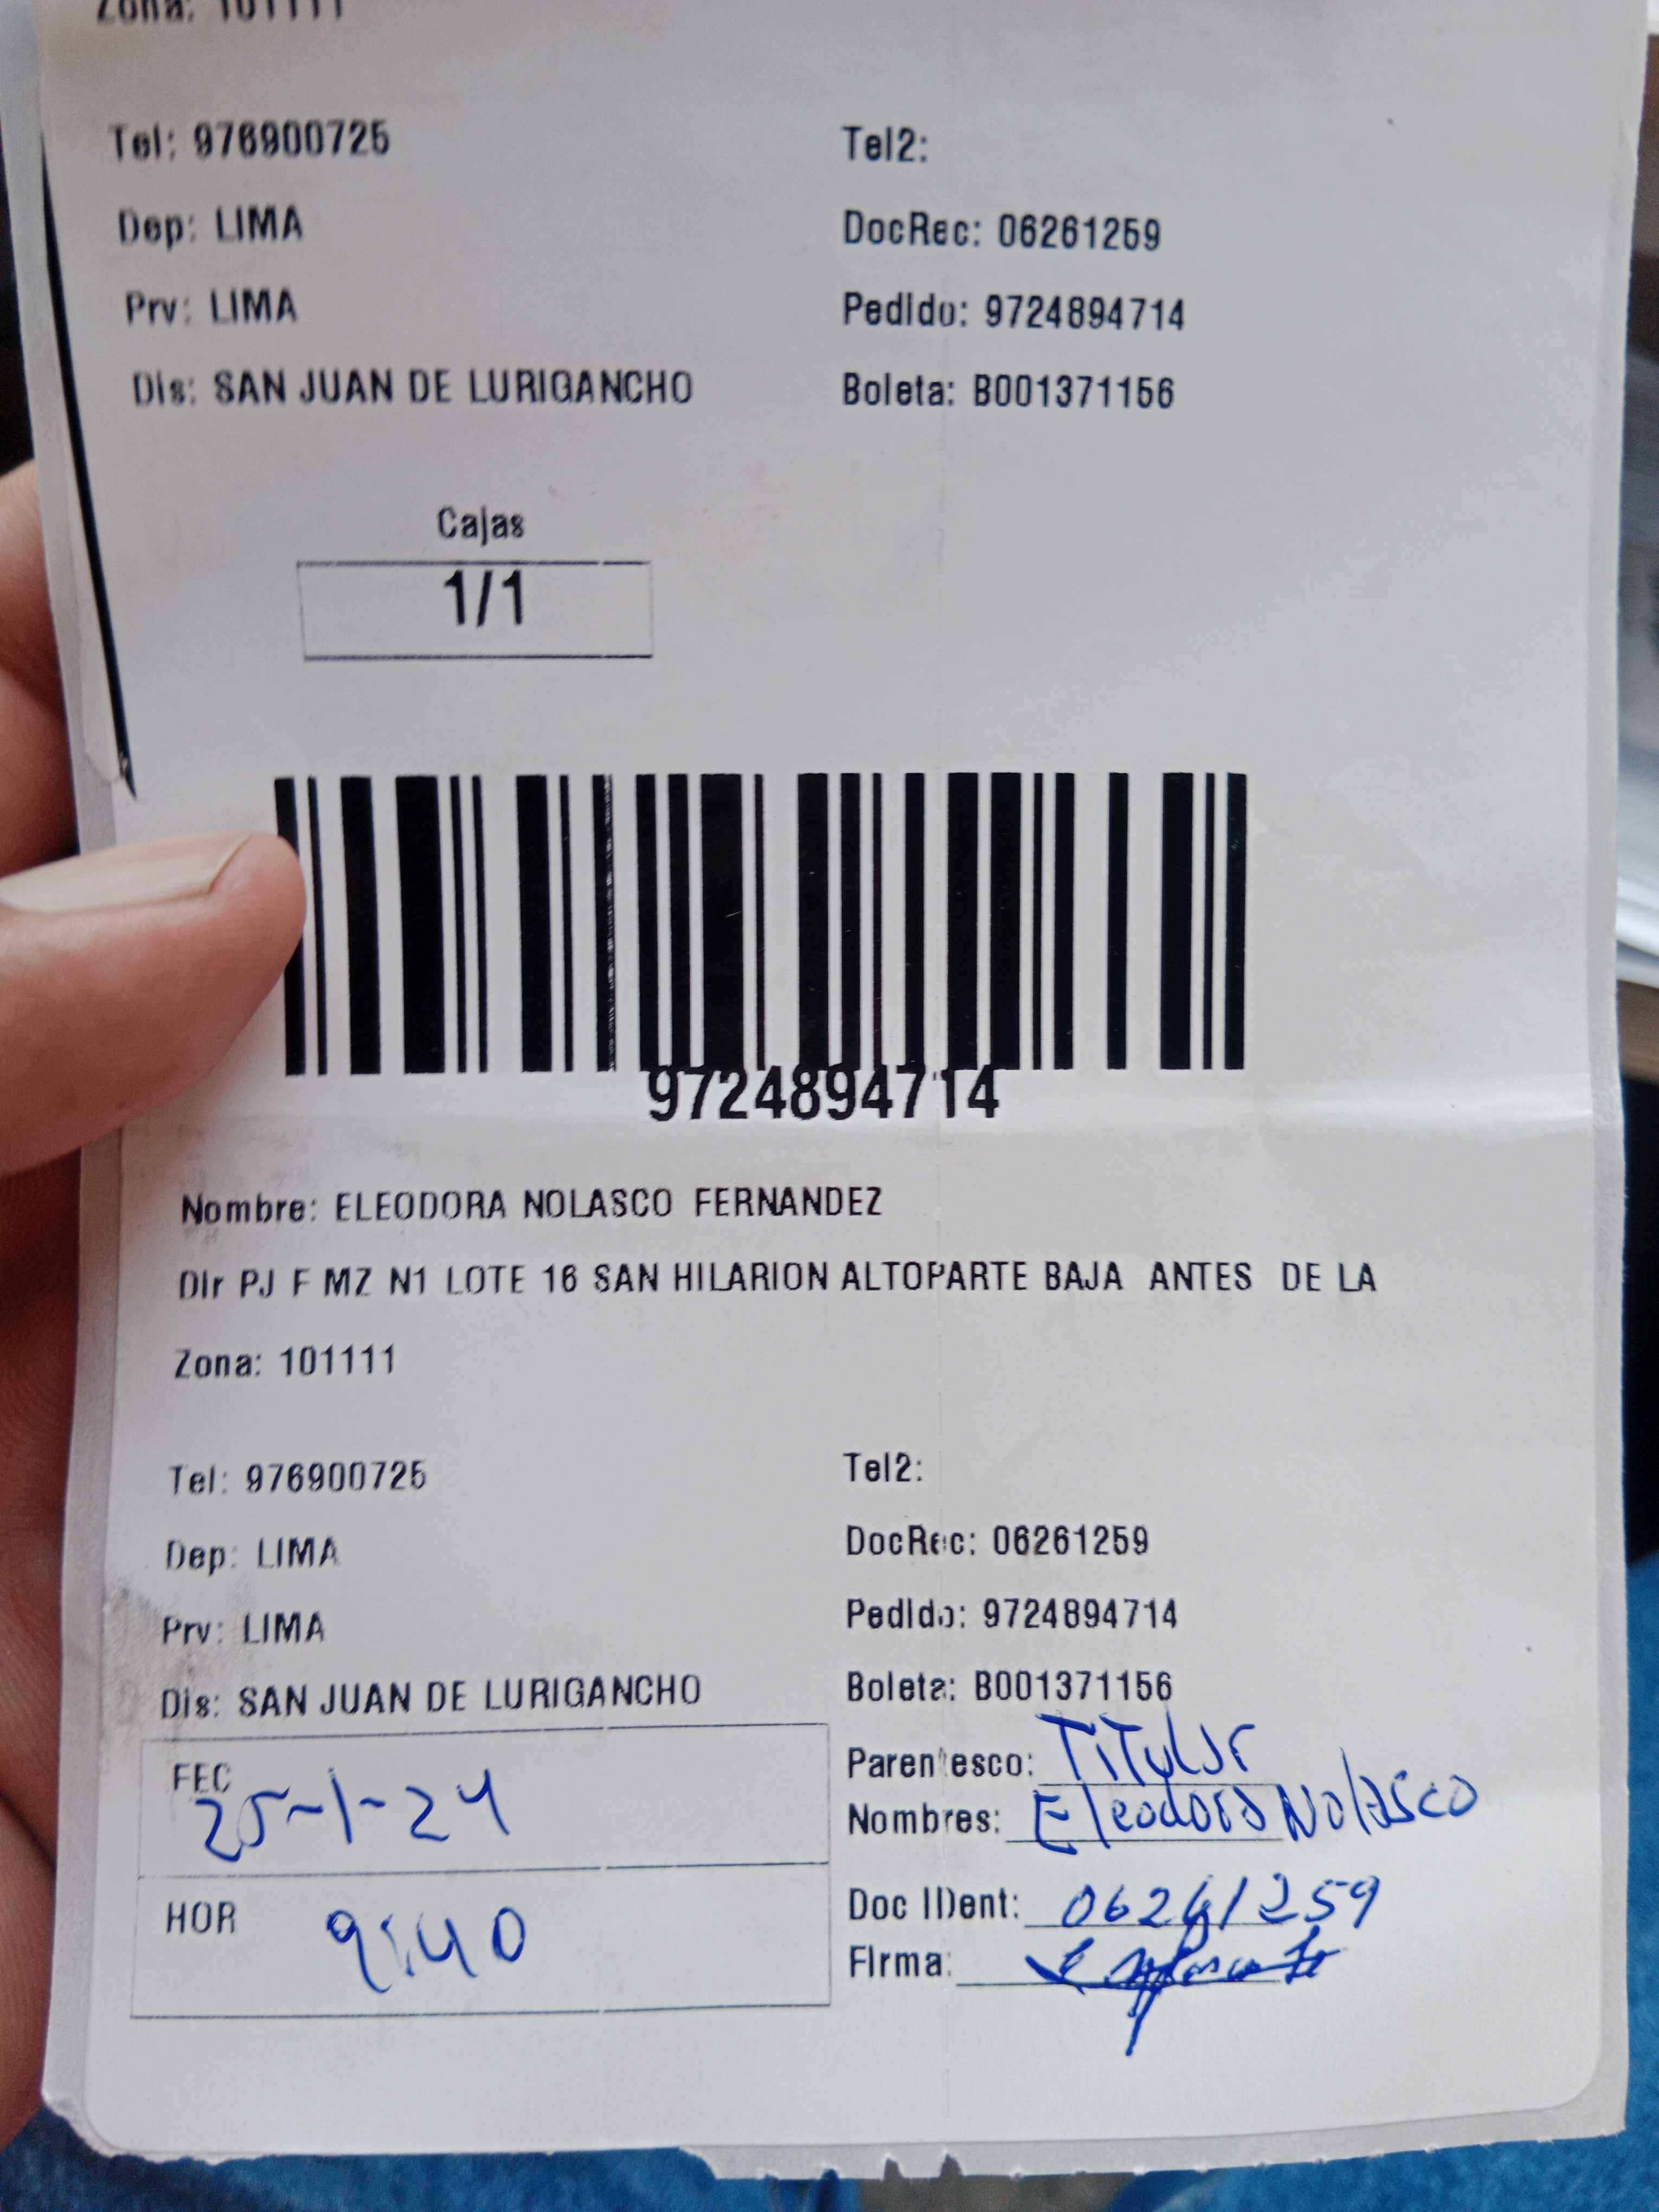 Zona: 101111
Tel: 976900725 Tel2:
Dep: LIMA DocRec: 06261259
Prv: LIMA Pedido: 9724894714
Dis: SAN JUAN DE LURIGANCHO Boleta: B001371156
Cajas
1/1
9724894714
Nombre: ELEODORA NOLASCO FERNANDEZ
Dir PJ F MZ N1 LOTE 16 SAN HILARION ALTOPARTE BAJA ANTES DE LA
Zona: 101111
Tel: 976900725 Tel2:
Dep: LIMA DocRec: 06261259
Prv: LIMA Pedido: 9724894714
Dis: SAN JUAN DE LURIGANCHO Boleta: B001371156
FEC 25-1-24 Parentesco: Titular
Nombres: Eleodora Nolasco
HOR 9:40 Doc IDent: 06261259
Firma: